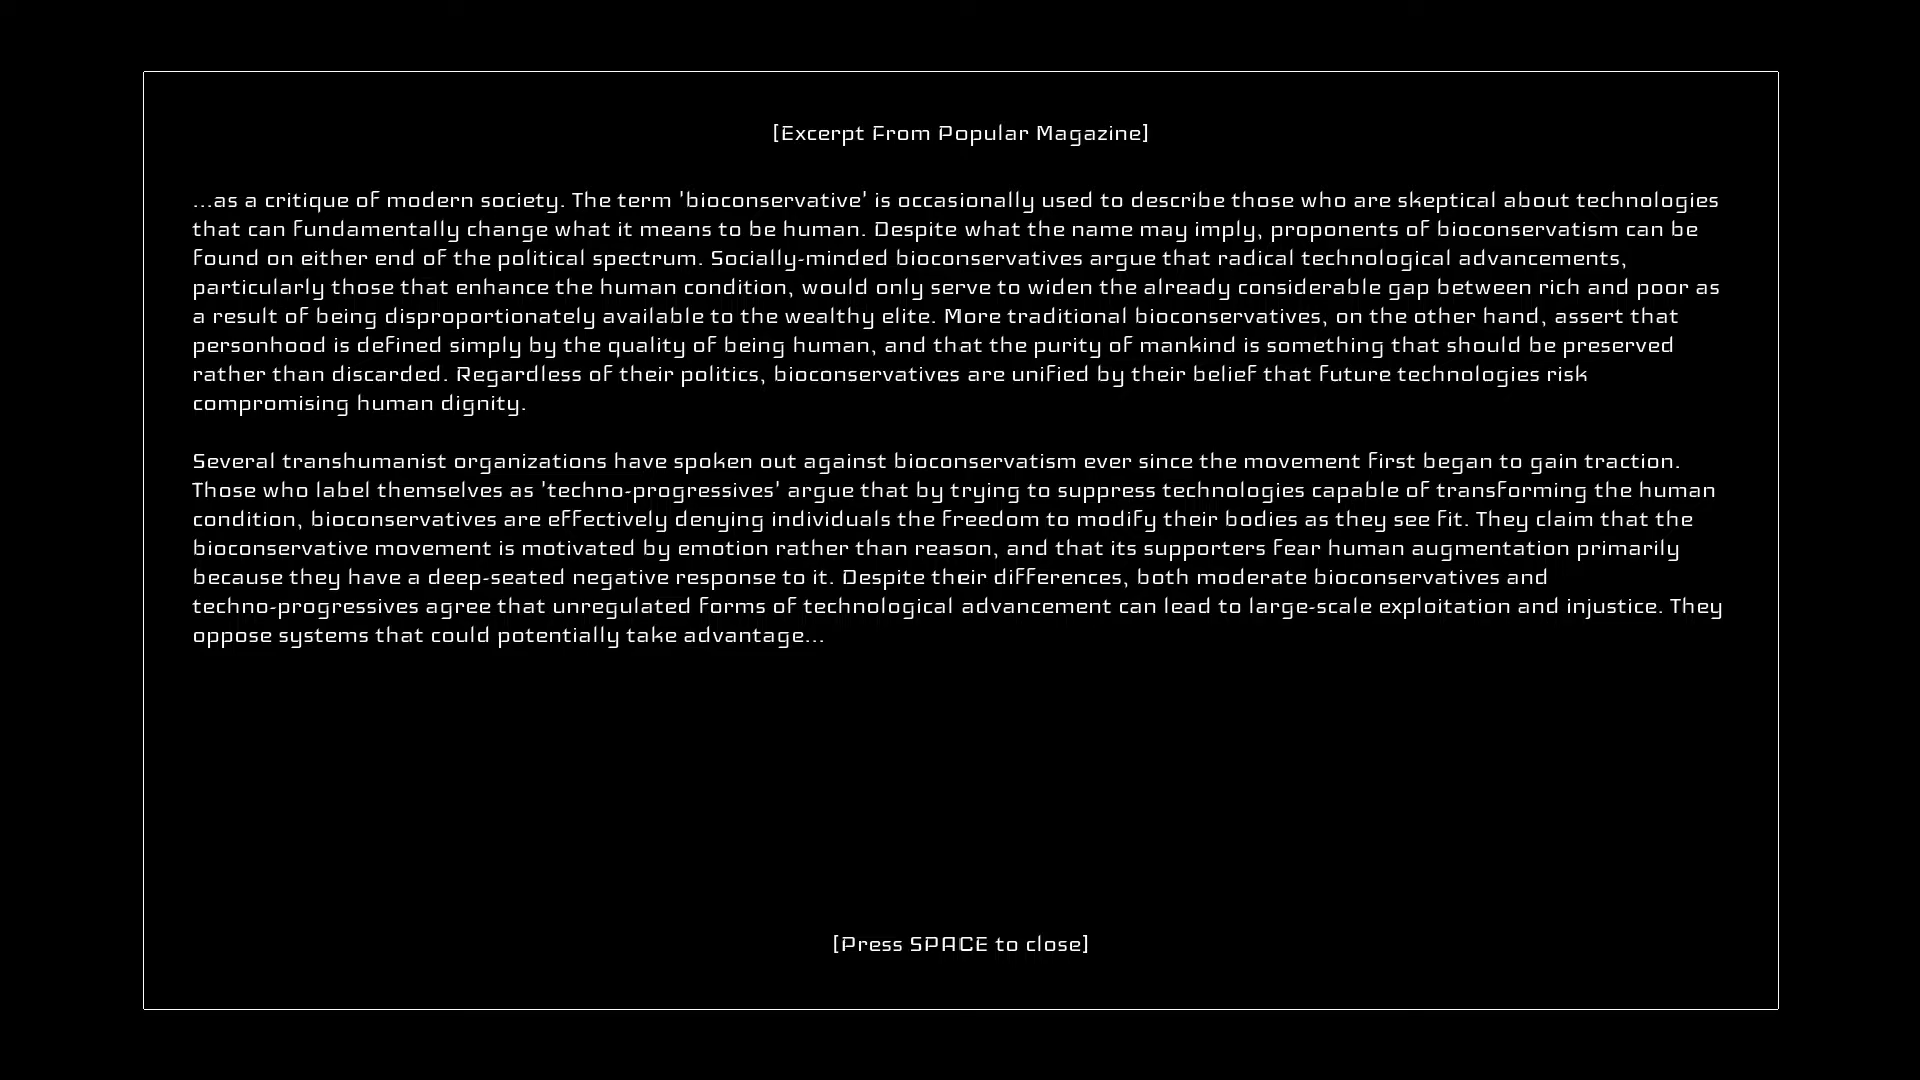 [Excerpt From Popular Magazine]
...as a critique of modern society. The term 'bioconservative' is occasionally used to describe those who are skeptical about technologies
that can fundamentally change what it means to be human. Despite what the name may imply, proponents of bioconservatism can be
found on either end of the political spectrum. Socially-minded bioconservatives argue that radical technological advancements,
particularly those that enhance the human condition, would only serve to widen the already considerable gap between rich and poor as
a result of being disproportionately available to the wealthy elite. More traditional bioconservatives, on the other hand, assert that
personhood is defined simply by the quality of being human, and that the purity of mankind is something that should be preserved
rather than discarded. Regardless of their politics, bioconservatives are unified by their belief that future technologies risk
compromising human dignity.
Several transhumanist organizations have spoken out against bioconservatism ever since the movement first began to gain traction.
Those who label themselves as 'techno-progressives' argue that by trying to suppress technologies capable of transforming the human
condition, bioconservatives are effectively denying individuals the freedom to modify their bodies as they see fit. They claim that the
bioconservative movement is motivated by emotion rather than reason, and that its supporters fear human augmentation primarily
because they have a deep-seated negative response to it. Despite their differences, both moderate bioconservatives and
techno-progressives agree that unregulated forms of technological advancement can lead to large-scale exploitation and injustice. They
oppose systems that could potentially take advantage...
[Press SPACE to close]